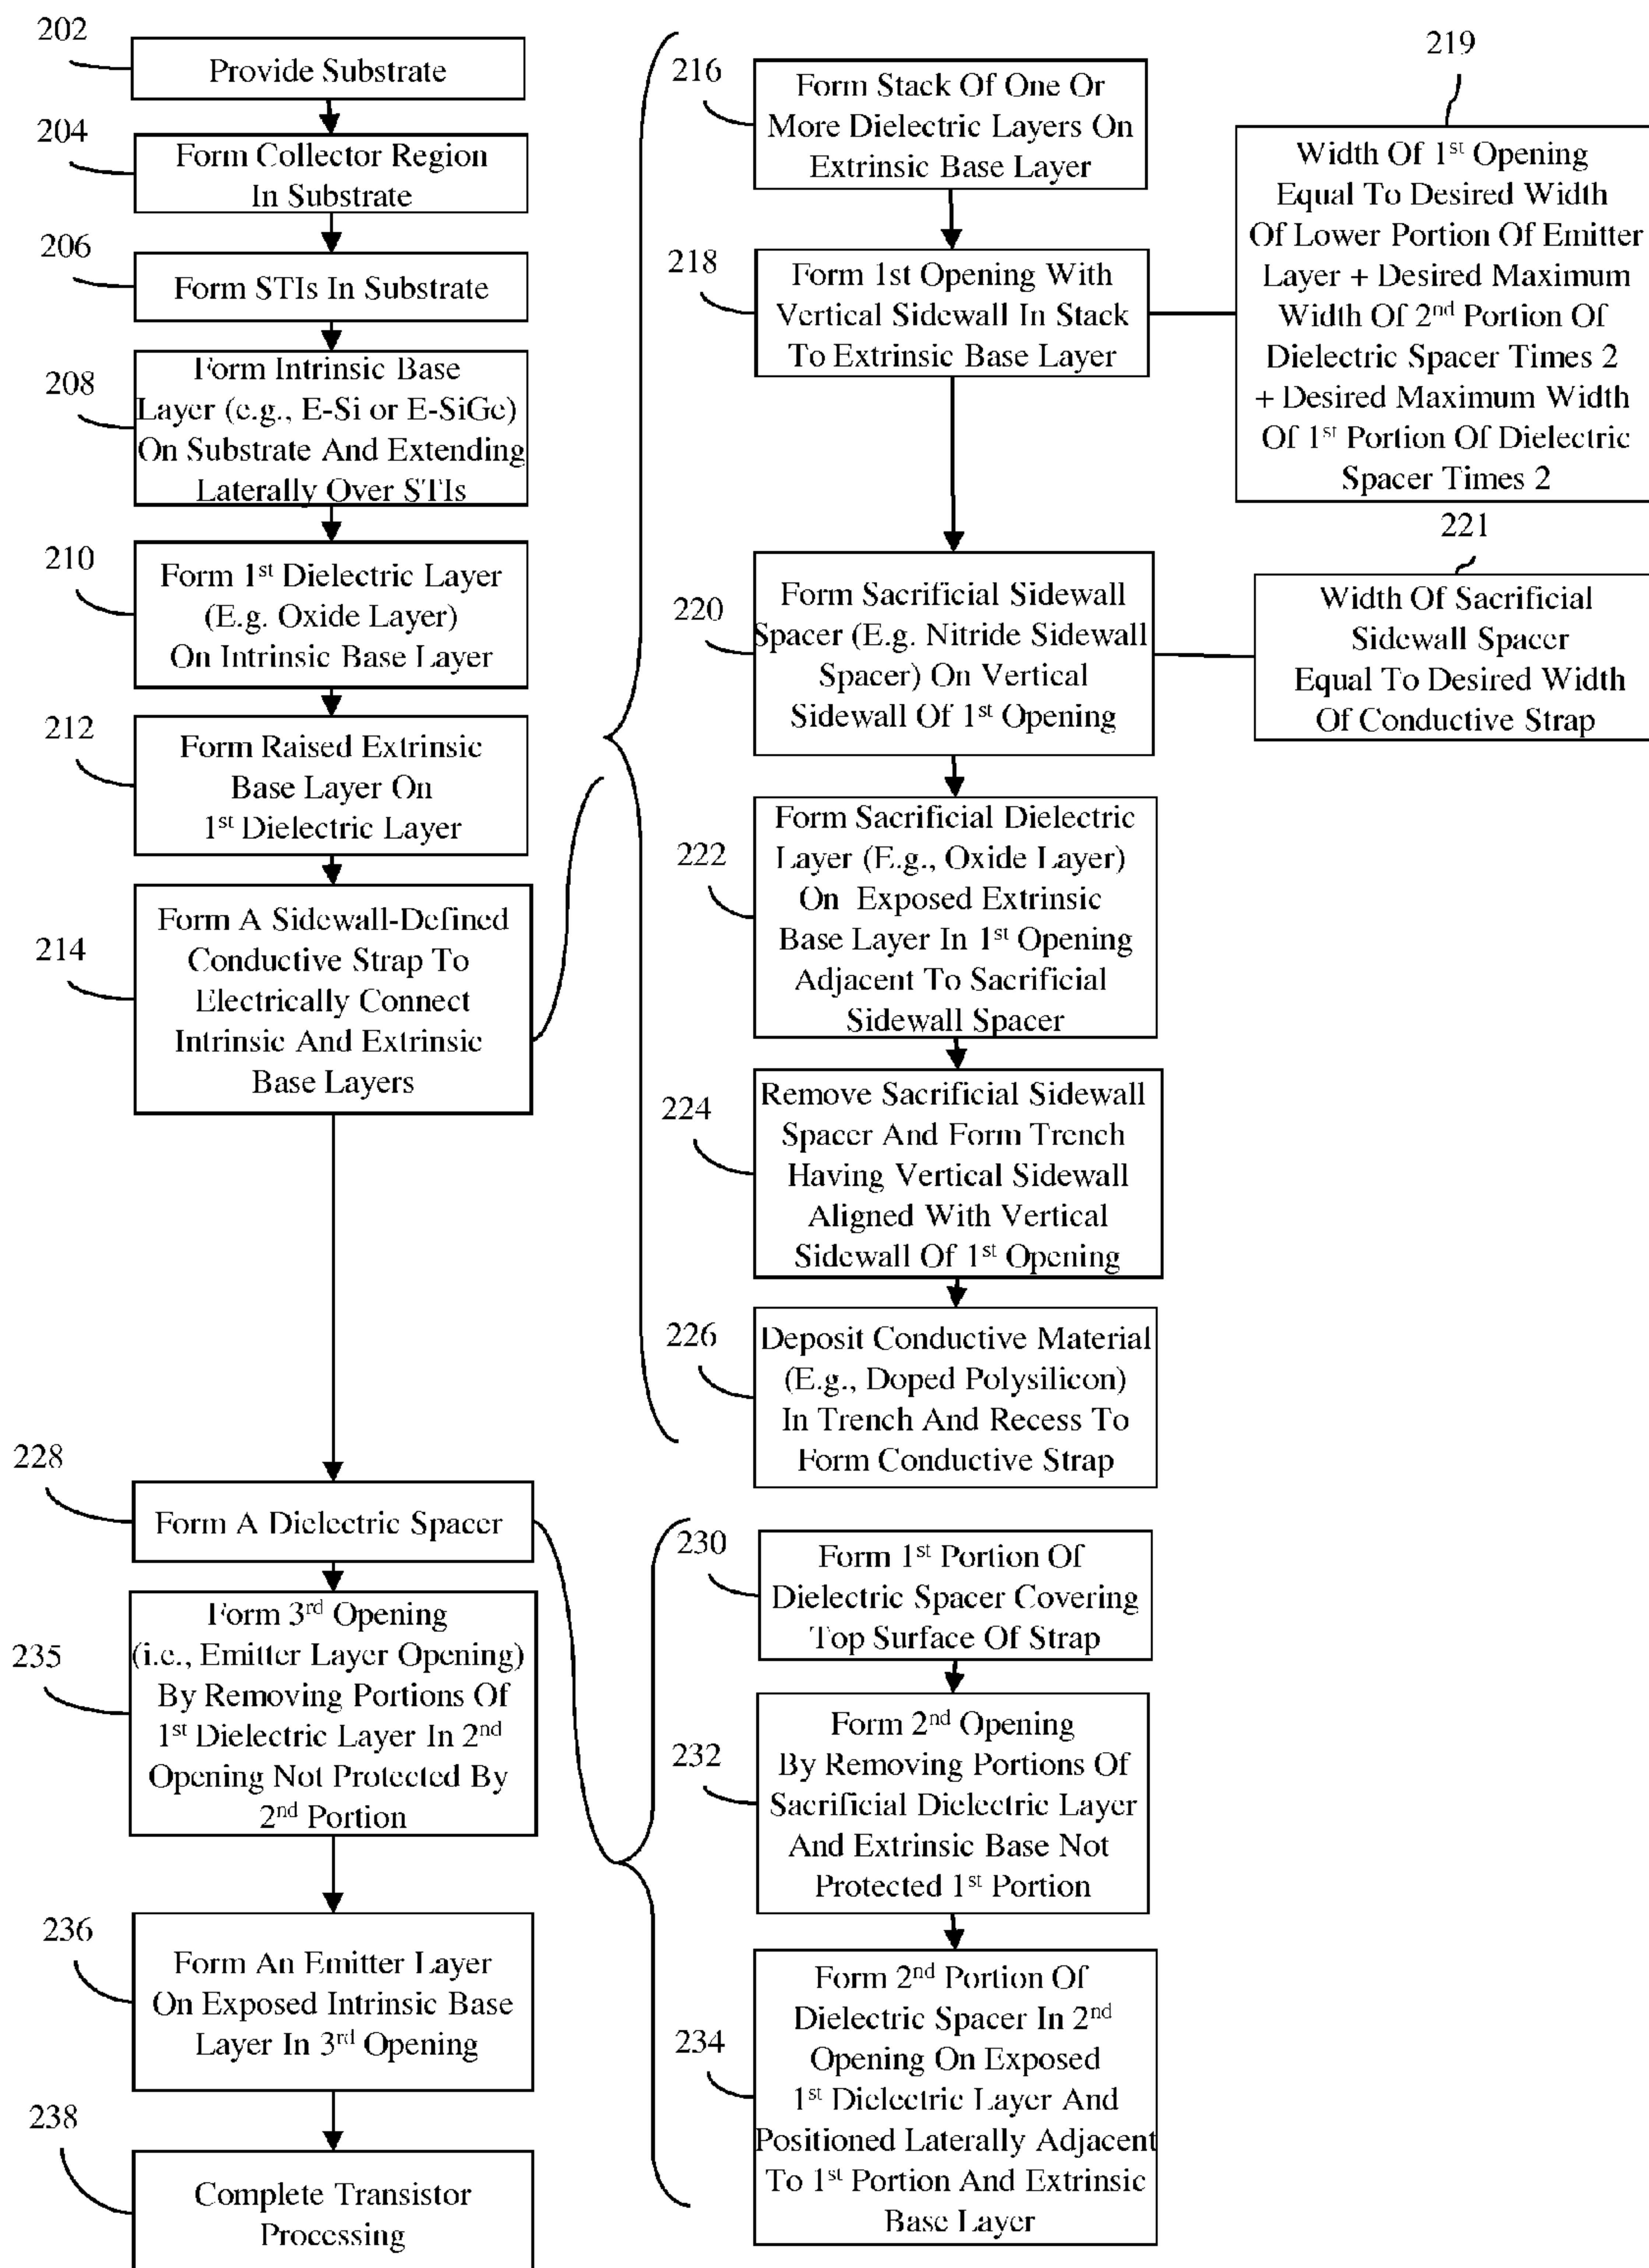 202
Provide Substrate
204
Form Collector Region
In Substrate
206
Form STIs In Substrate
208
Form Intrinsic Base
Layer (e.g., E-Si or E-SiGe)
On Substrate And Extending
Laterally Over STIs
210
Form 1st Dielectric Layer
(E.g. Oxide Layer)
On Intrinsic Base Layer
212
Form Raised Extrinsic
Base Layer On
1st Dielectric Layer
214
Form A Sidewall-Defined
Conductive Strap To
Electrically Connect
Intrinsic And Extrinsic
Base Layers
216
Form Stack Of One Or
More Dielectric Layers On
Extrinsic Base Layer
218
Form 1st Opening With
Vertical Sidewall In Stack
To Extrinsic Base Layer
219
Width Of 1st Opening
Equal To Desired Width
Of Lower Portion Of Emitter
Layer + Desired Maximum
Width Of 2nd Portion Of
Dielectric Spacer Times 2
+ Desired Maximum Width
Of 1st Portion Of Dielectric
Spacer Times 2
220
Form Sacrificial Sidewall
Spacer (E.g. Nitride Sidewall
Spacer) On Vertical
Sidewall Of 1st Opening
221
Width Of Sacrificial
Sidewall Spacer
Equal To Desired Width
Of Conductive Strap
222
Form Sacrificial Dielectric
Layer (E.g., Oxide Layer)
On Exposed Extrinsic
Base Layer In 1st Opening
Adjacent To Sacrificial
Sidewall Spacer
224
Remove Sacrificial Sidewall
Spacer And Form Trench
Having Vertical Sidewall
Aligned With Vertical
Sidewall Of 1st Opening
226
Deposit Conductive Material
(E.g., Doped Polysilicon)
In Trench And Recess To
Form Conductive Strap
228
Form A Dielectric Spacer
230
Form 1st Portion Of
Dielectric Spacer Covering
Top Surface Of Strap
232
Form 2nd Opening
By Removing Portions Of
Sacrificial Dielectric Layer
And Extrinsic Base Not
Protected 1st Portion
234
Form 2nd Portion Of
Dielectric Spacer In 2nd
Opening On Exposed
1st Dielectric Layer And
Positioned Laterally Adjacent
To 1st Portion And Extrinsic
Base Layer
235
Form 3rd Opening
(i.e., Emitter Layer Opening)
By Removing Portions Of
1st Dielectric Layer In 2nd
Opening Not Protected By
2nd Portion
236
Form An Emitter Layer
On Exposed Intrinsic Base
Layer In 3rd Opening
238
Complete Transistor
Processing